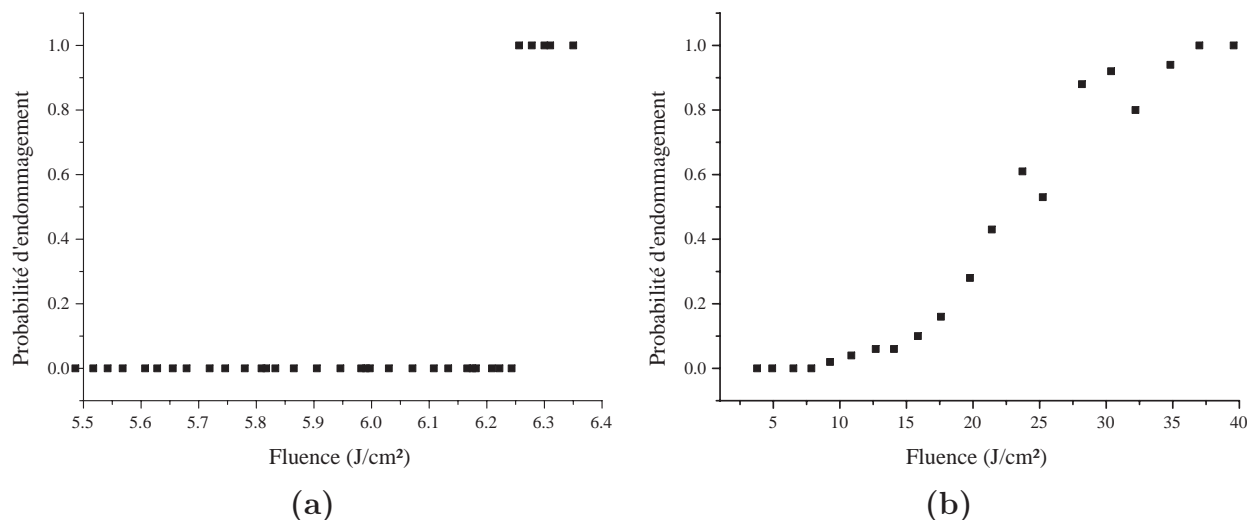 1.0
0.8
0.6
0.4
0.2
0.0
Probabilité d'endommagement
5.5 5.6 5.7 5.8 5.9 6.0 6.1 6.2 6.3 6.4
Fluence (J/cm²)
(a)
1.0
0.8
0.6
0.4
0.2
0.0
Probabilité d'endommagement
5 10 15 20 25 30 35 40
Fluence (J/cm²)
(b)